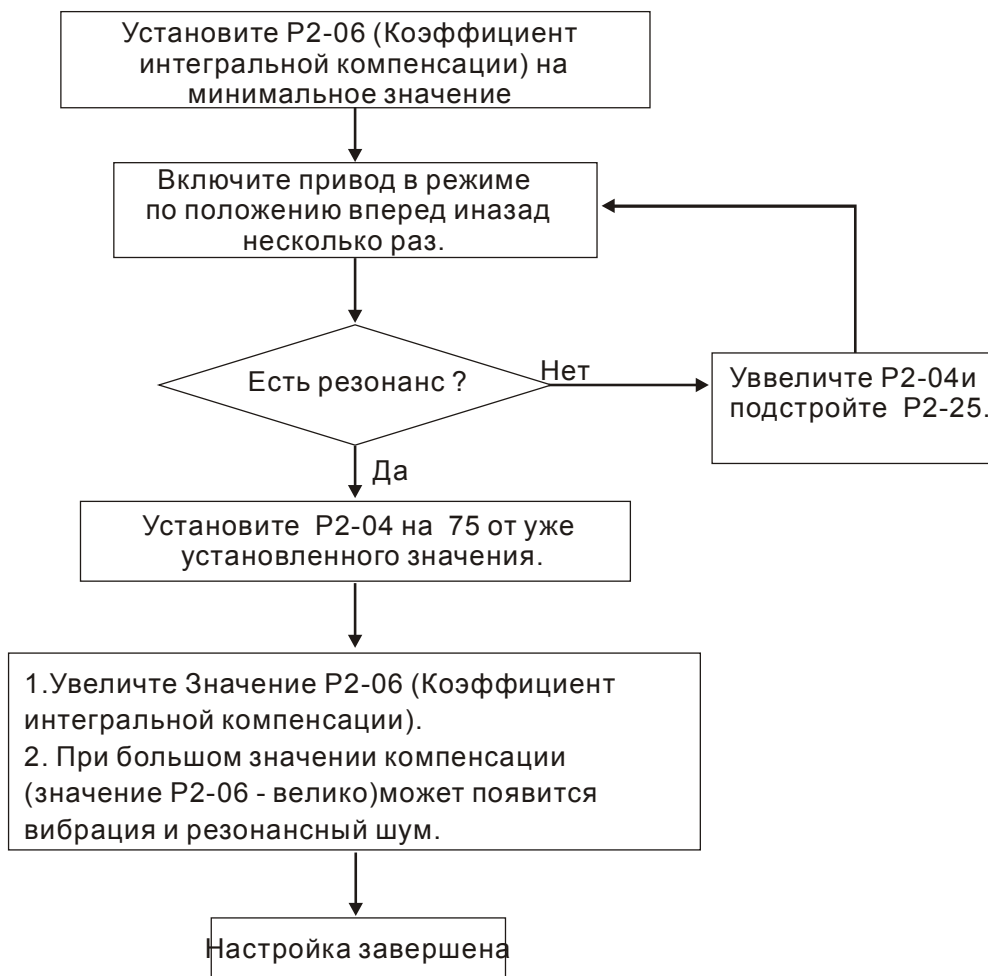 Установите P2-06 (Коэффициент
интегральной компенсации) на
минимальное значение
Включите привод в режиме
по положению вперед иназад
несколько раз.
Есть резонанс ?
Нет
Уввеличте P2-04и
подстройте P2-25.
Да
Установите P2-04 на 75 от уже
установленного значения.
1.Увеличте Значение P2-06 (Коэффициент
интегральной компенсации).
2. При большом значении компенсации
(значение P2-06 - велико)может появится
вибрация и резонансный шум.
Настройка завершена